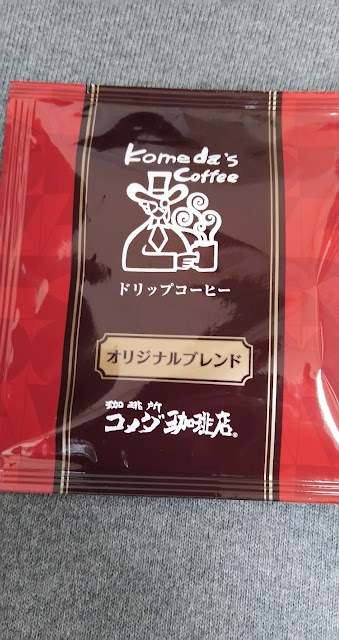 Komeda's
Coffee
ドリップコーヒー
オリジナルブレンド
珈琲所
コメダ珈琲店®